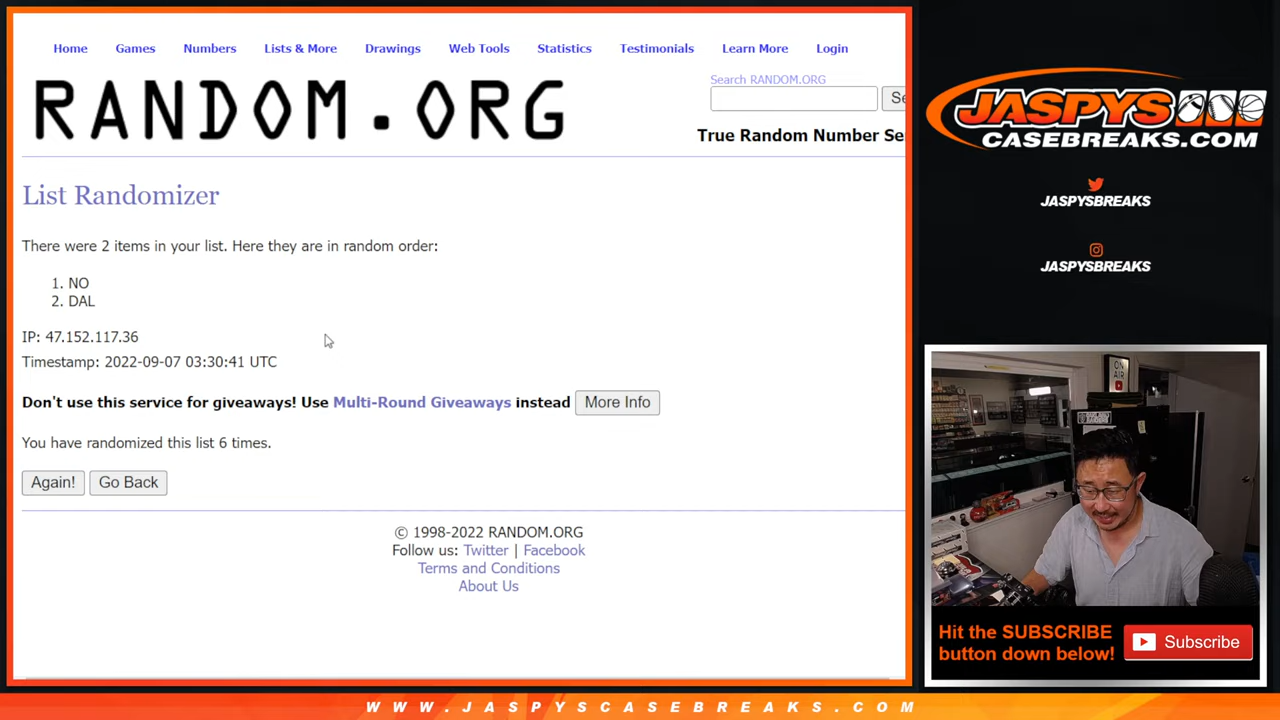 Home Games Numbers Lists & More Drawings Web Tools Statistics Testimonials Learn More Login
RANDOM.ORG
Search RANDOM.ORG
Se
True Random Number Se
List Randomizer
There were 2 items in your list. Here they are in random order:
1. NO
2. DAL
IP: 47.152.117.36
Timestamp: 2022-09-07 03:30:41 UTC
Don't use this service for giveaways! Use Multi-Round Giveaways instead More Info
You have randomized this list 6 times.
Again! Go Back
© 1998-2022 RANDOM.ORG
Follow us: Twitter | Facebook
Terms and Conditions
About Us
JASPYS
CASEBREAKS.COM
JASPYSBREAKS
JASPYSBREAKS
ON AIR
Hit the SUBSCRIBE
button down below!
Subscribe
WWW.JASPYSCASEBREAKS.COM